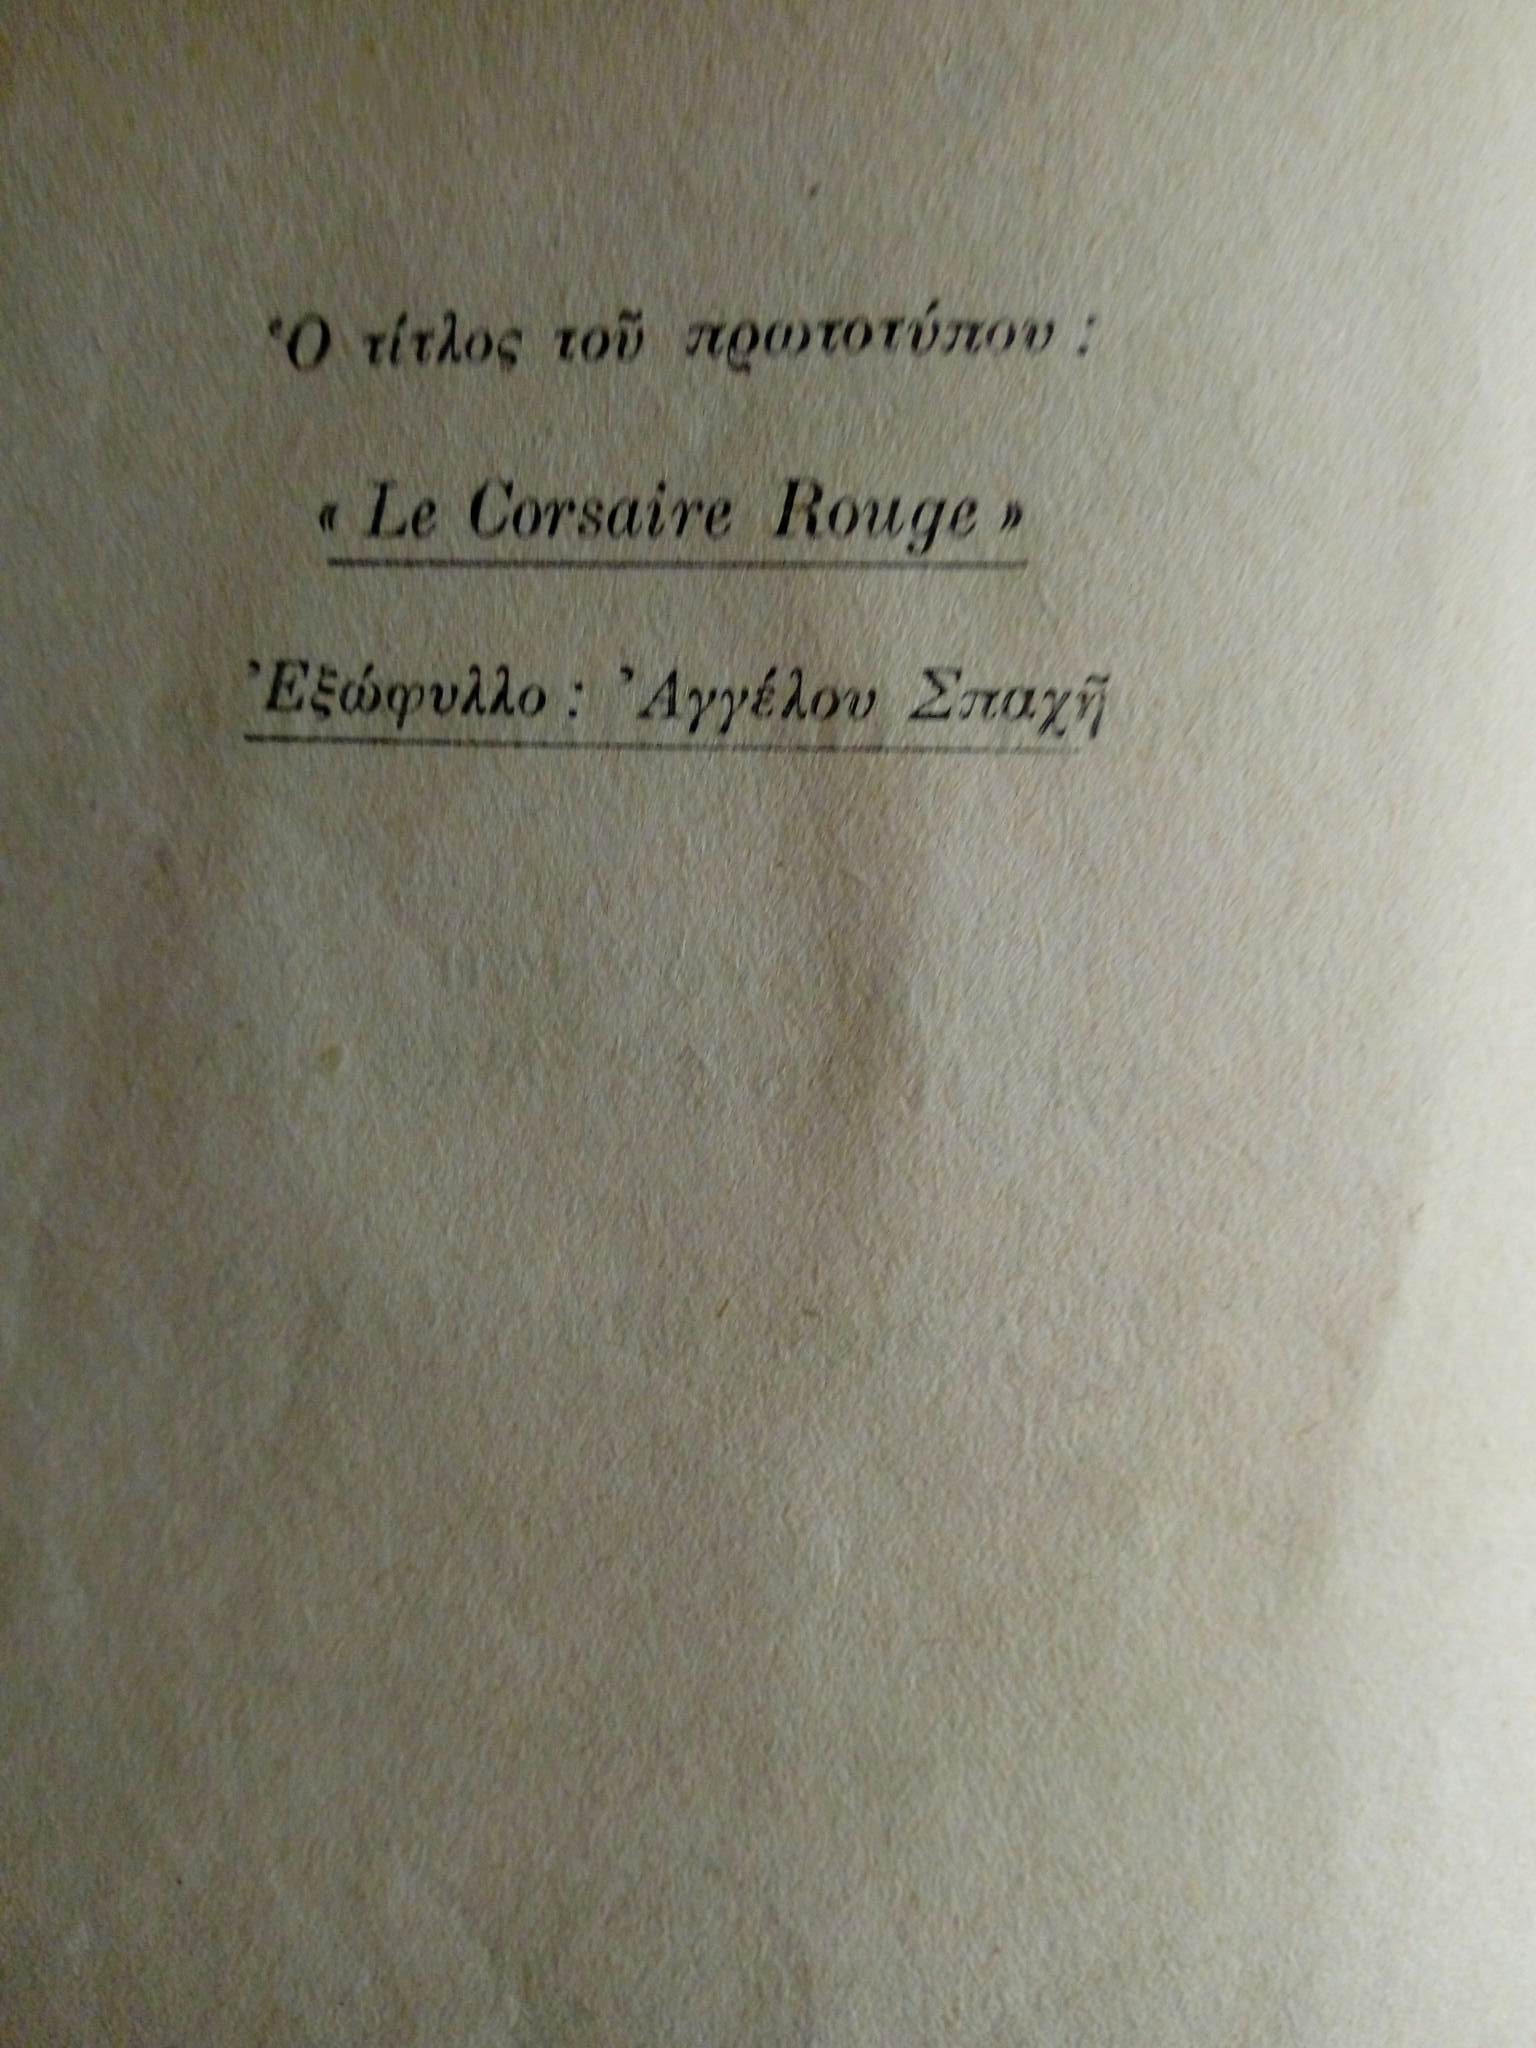 Ὁ τίτλος τοῦ πρωτοτύπου :
« Le Corsaire Rouge »
Ἐξώφυλλο : Ἀγγέλου Σπαχῆ